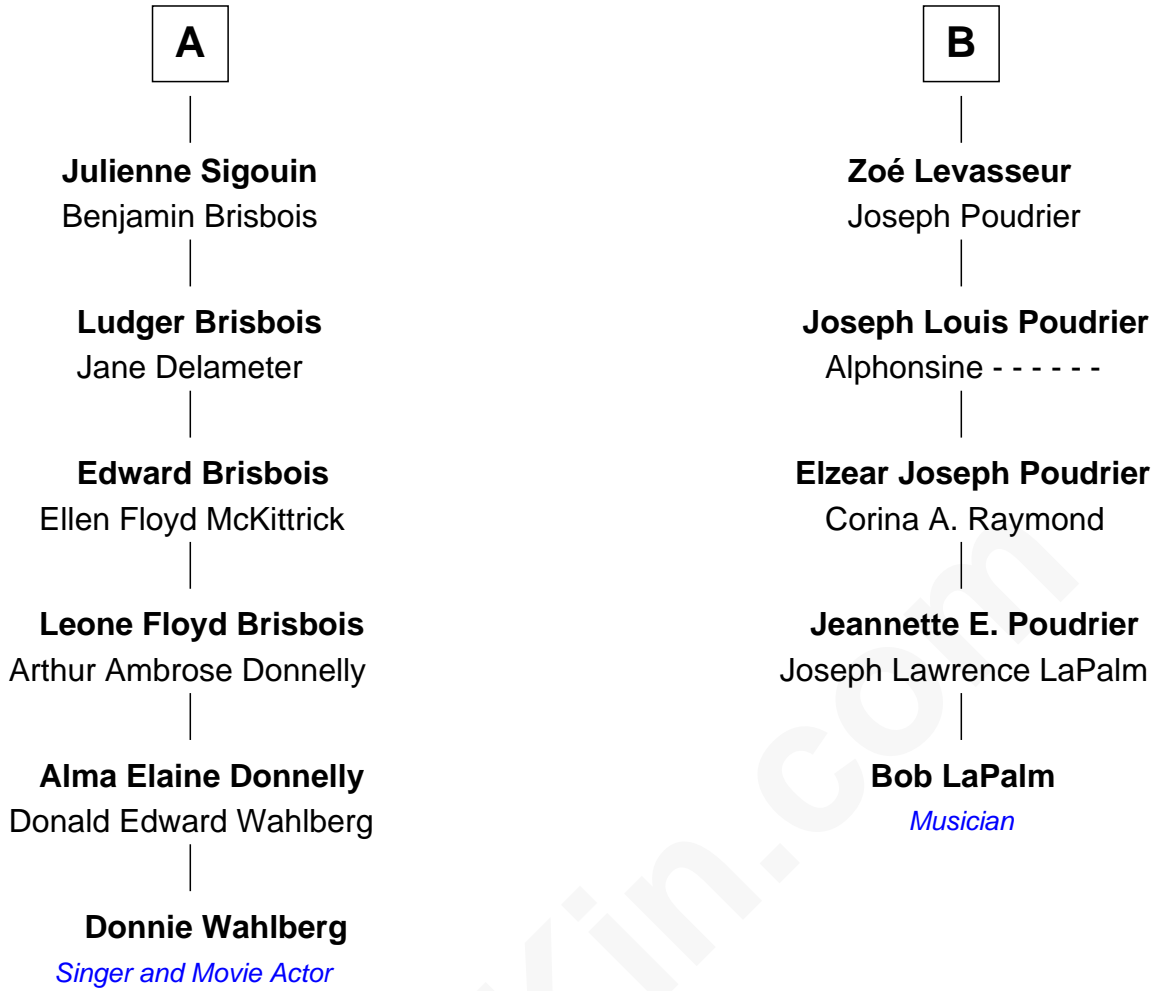 A
Julienne Sigouin
Benjamin Brisbois
Ludger Brisbois
Jane Delameter
Edward Brisbois
Ellen Floyd McKittrick
Leone Floyd Brisbois
Arthur Ambrose Donnelly
Alma Elaine Donnelly
Donald Edward Wahlberg
Donnie Wahlberg
Singer and Movie Actor
B
Zoé Levasseur
Joseph Poudrier
Joseph Louis Poudrier
Alphonsine - - - - - -
Elzear Joseph Poudrier
Corina A. Raymond
Jeannette E. Poudrier
Joseph Lawrence LaPalm
Bob LaPalm
Musician
Kin.com